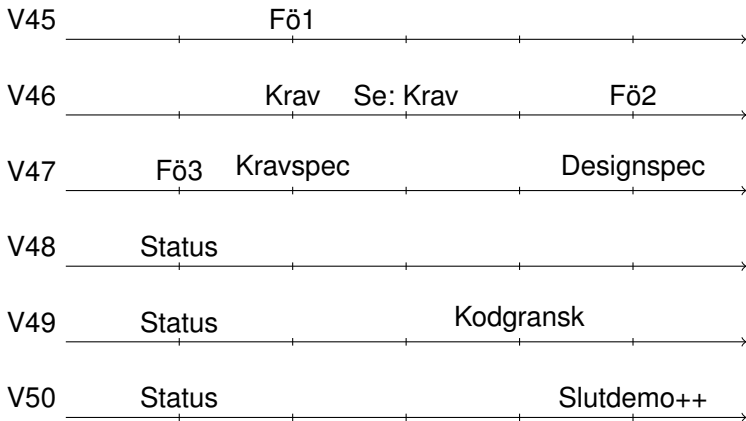 V45 Fö1
V46 Krav Se: Krav Fö2
V47 Fö3 Kravspec Designspec
V48 Status
V49 Status Kodgransk
V50 Status Slutdemo++